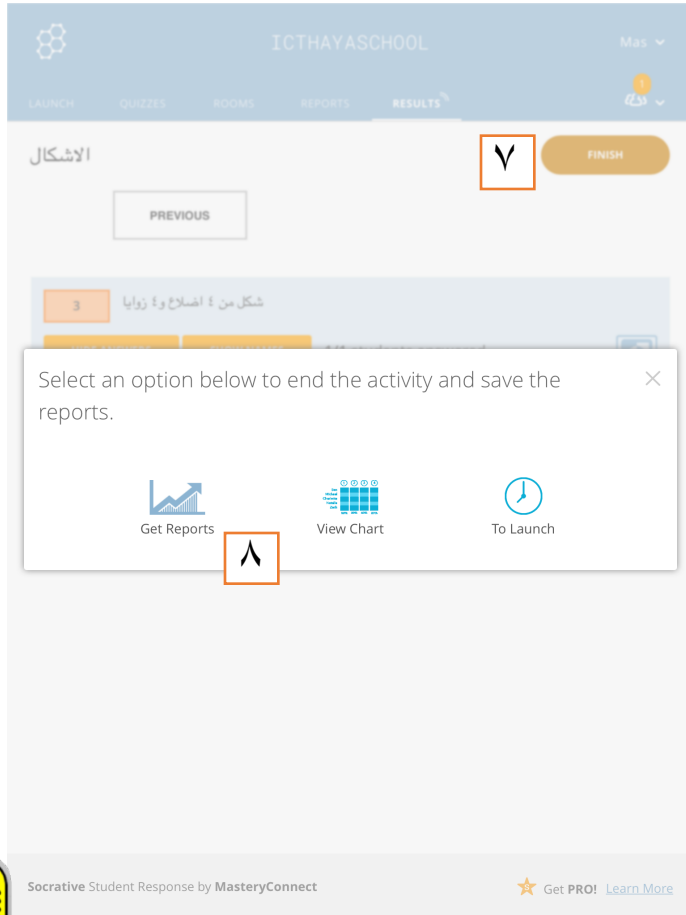 ICTHAYASCHOOL
Mas
1
LAUNCH QUIZZES ROOMS REPORTS RESULTS
الاشكال
٧
FINISH
PREVIOUS
3
شكل من ٤ اضلاع و٤ زوايا
Select an option below to end the activity and save the
reports.
Get Reports
View Chart
To Launch
٨
Socrative Student Response by MasteryConnect
Get PRO! Learn More